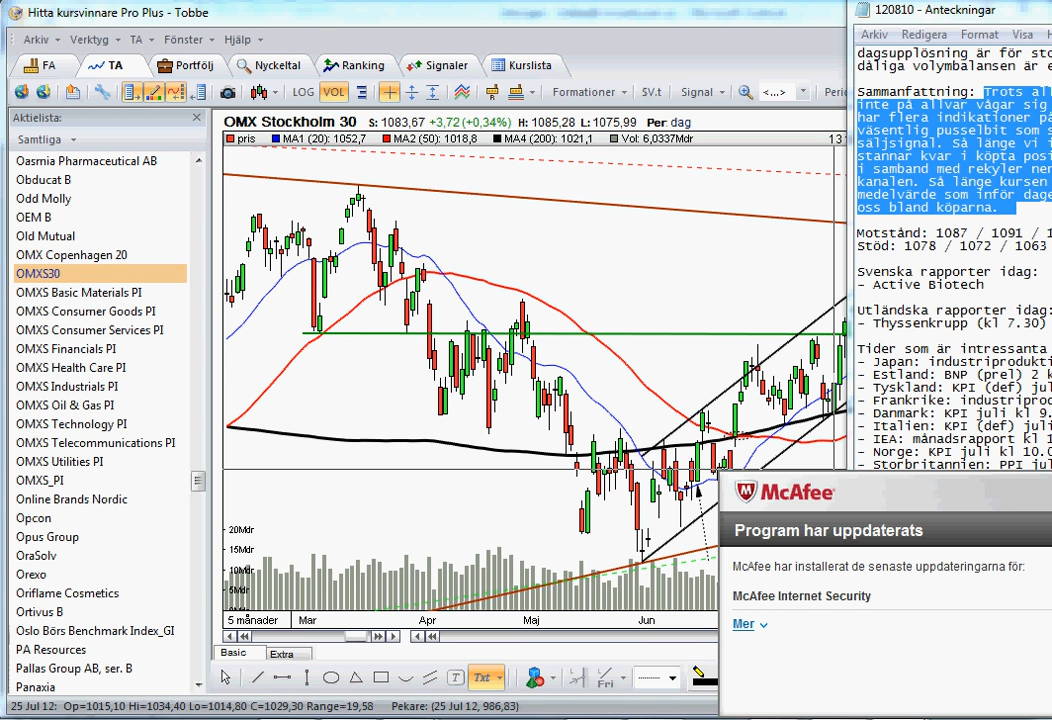 Hitta kursvinnare Pro Plus - Tobbe
Arkiv Verktyg TA Fönster Hjälp
FA TA Portfölj Nyckeltal Ranking Signaler Kurslista
LOG VOL Formationer SV.t Signal <...> Peri
Aktielista:
Samtliga
Oasmia Pharmaceutical AB
Obducat B
Odd Molly
OEM B
Old Mutual
OMX Copenhagen 20
OMXS30
OMXS Basic Materials PI
OMXS Consumer Goods PI
OMXS Consumer Services PI
OMXS Financials PI
OMXS Health Care PI
OMXS Industrials PI
OMXS Oil & Gas PI
OMXS Technology PI
OMXS Telecommunications PI
OMXS Utilities PI
OMXS_PI
Online Brands Nordic
Opcon
Opus Group
OraSolv
Orexo
Oriflame Cosmetics
Ortivus B
Oslo Börs Benchmark Index_GI
PA Resources
Pallas Group AB, ser. B
Panaxia
OMX Stockholm 30 S: 1083,67 +3,72 (+0,34%) H: 1085,28 L: 1075,99 Per: dag
pris MA1 (20): 1052,7 MA2 (50): 1018,8 MA4 (200): 1021,1 Vol: 6,0337Mdr 13
20Mdr
15Mdr
10Mdr
5Mdr
0Mdr
5 månader Mar Apr Maj Jun
Basic Extra
T Txt Fri
25 Jul 12: Op=1015,10 Hi=1034,40 Lo=1014,80 C=1029,30 Range=19,58 Pekare: (25 Jul 12, 986,83)
120810 - Anteckningar
Arkiv Redigera Format Visa H
dagsupplösning är för sto
dåliga volymbalansen är e
Sammanfattning: Trots all
inte på allvar vågar sig
har flera indikationer på
väsentlig pusselbit som s
säljsignal. Så länge vi i
stannar kvar i köpta posi
i samband med rekyler ner
kanalen. Så länge kursen
medelvärde som inför dage
oss bland köparna.
Motstånd: 1087 / 1091 / 1
Stöd: 1078 / 1072 / 1063
Svenska rapporter idag:
- Active Biotech
Utländska rapporter idag:
- Thyssenkrupp (kl 7.30)
Tider som är intressanta
- Japan: industriprodukti
- Estland: BNP (prel) 2 k
- Tyskland: KPI (def) jul
- Frankrike: industriprod
- Danmark: KPI juli kl 9.
- Italien: KPI (def) juli
- IEA: månadsrapport kl 1
- Norge: KPI juli kl 10.0
- Storbritannien: PPI jul
McAfee
Program har uppdaterats
McAfee har installerat de senaste uppdateringarna för:
McAfee Internet Security
Mer